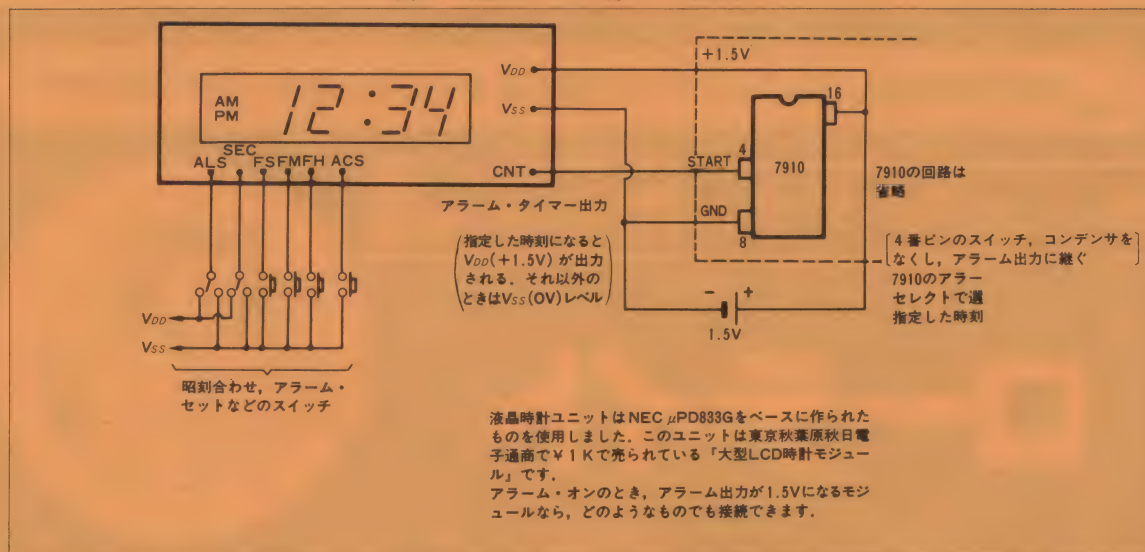 AM
PM
12:34
VDD
VSS
CNT
ALS SEC FS FM FH ACS
アラーム・タイマー出力
指定した時刻になると
VDD(+1.5V)が出力
される．それ以外の
ときはVSS(0V)レベル
VDD
VSS
昭刻合わせ，アラーム・
セットなどのスイッチ
+1.5V
16
START 4
7910
GND
8
7910の回路は
省略
4番ピンのスイッチ，コンデンサを
なくし，アラーム出力に継ぐ
7910のアラー
セレクトで選
指定した時刻
- +
1.5V
液晶時計ユニットはNEC μPD833Gをベースに作られた
ものを使用しました．このユニットは東京秋葉原秋日電
子通商で￥1Kで売られている「大型LCD時計モジュー
ル」です．
アラーム・オンのとき，アラーム出力が1.5Vになるモジ
ュールなら，どのようなものでも接続できます．